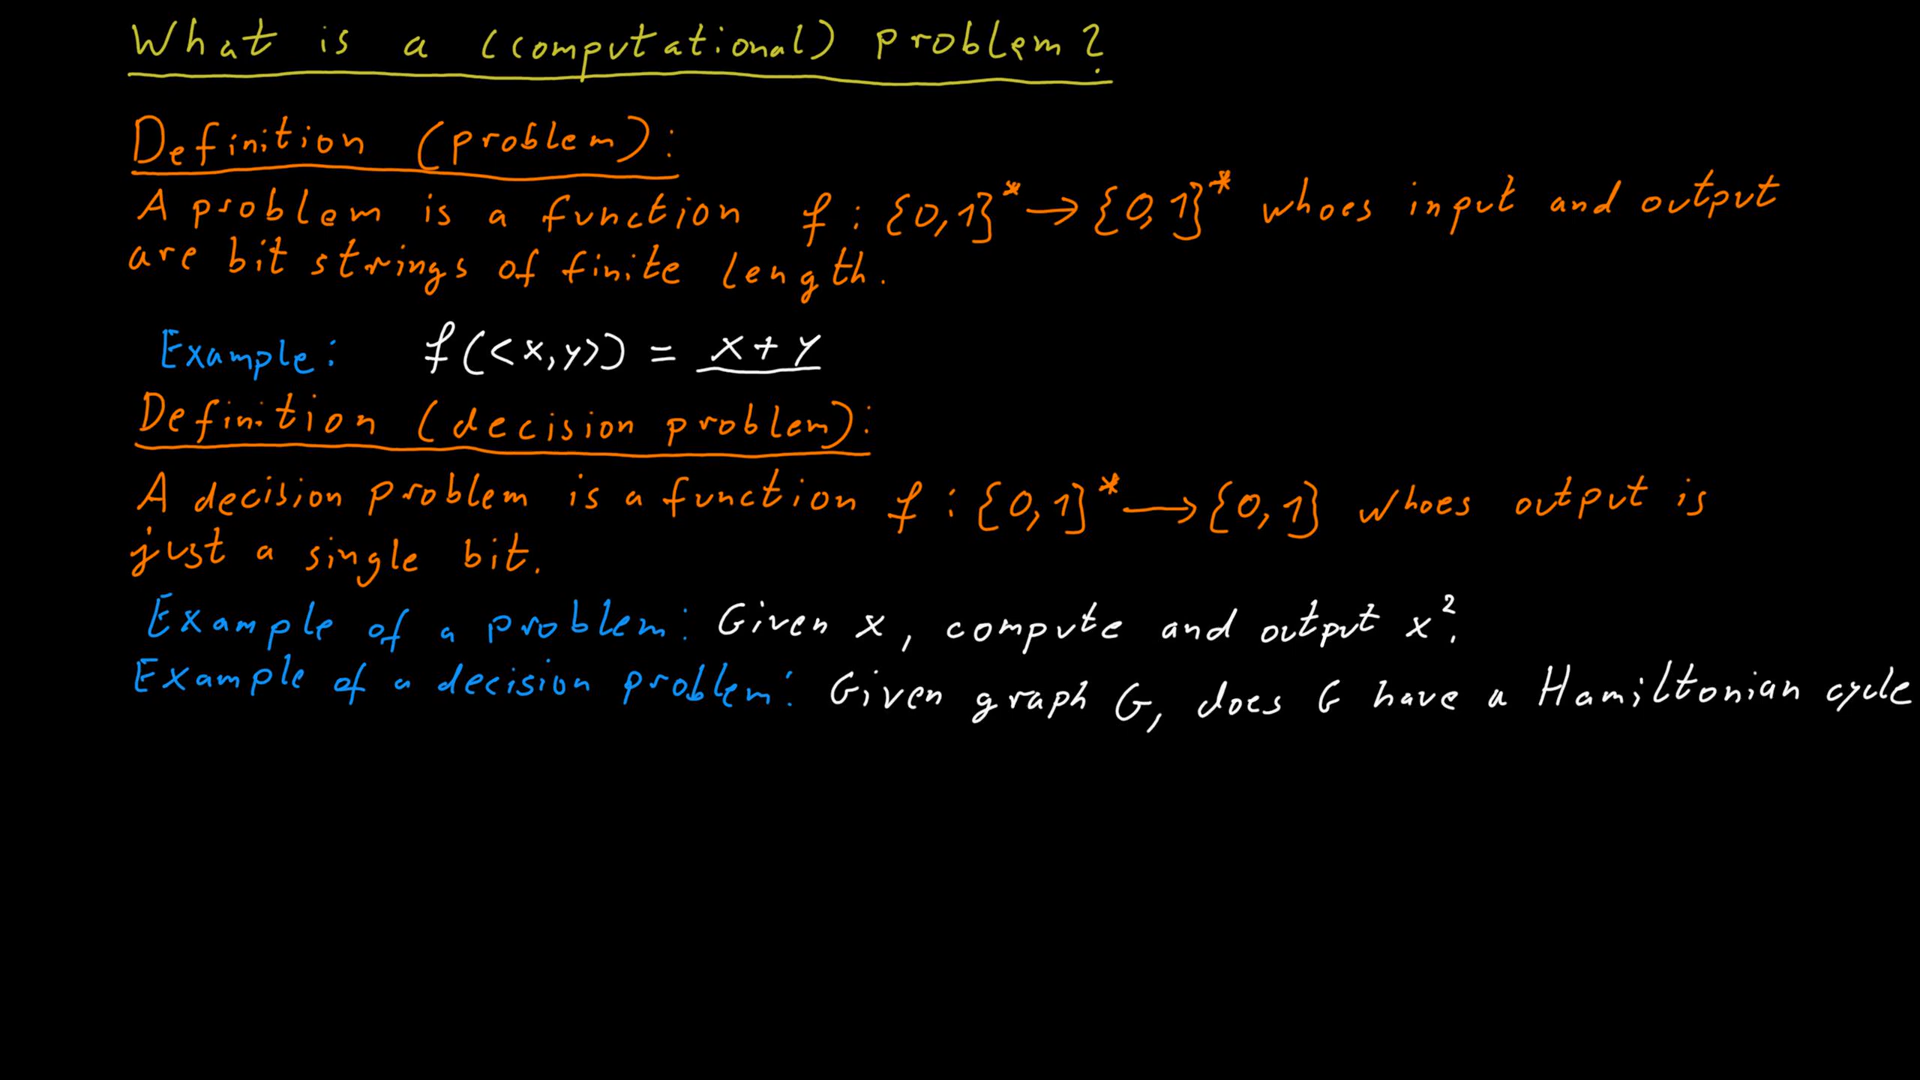 What is a (computational) problem?
Definition (problem):
A problem is a function f : {0,1}* → {0,1}* whoes input and output
are bit strings of finite length.
Example: f(<x,y>) = x+y
Definition (decision problem):
A decision problem is a function f : {0,1}* → {0,1} whoes output is
just a single bit.
Example of a problem: Given x, compute and output x².
Example of a decision problem: Given graph G, does G have a Hamiltonian cycle